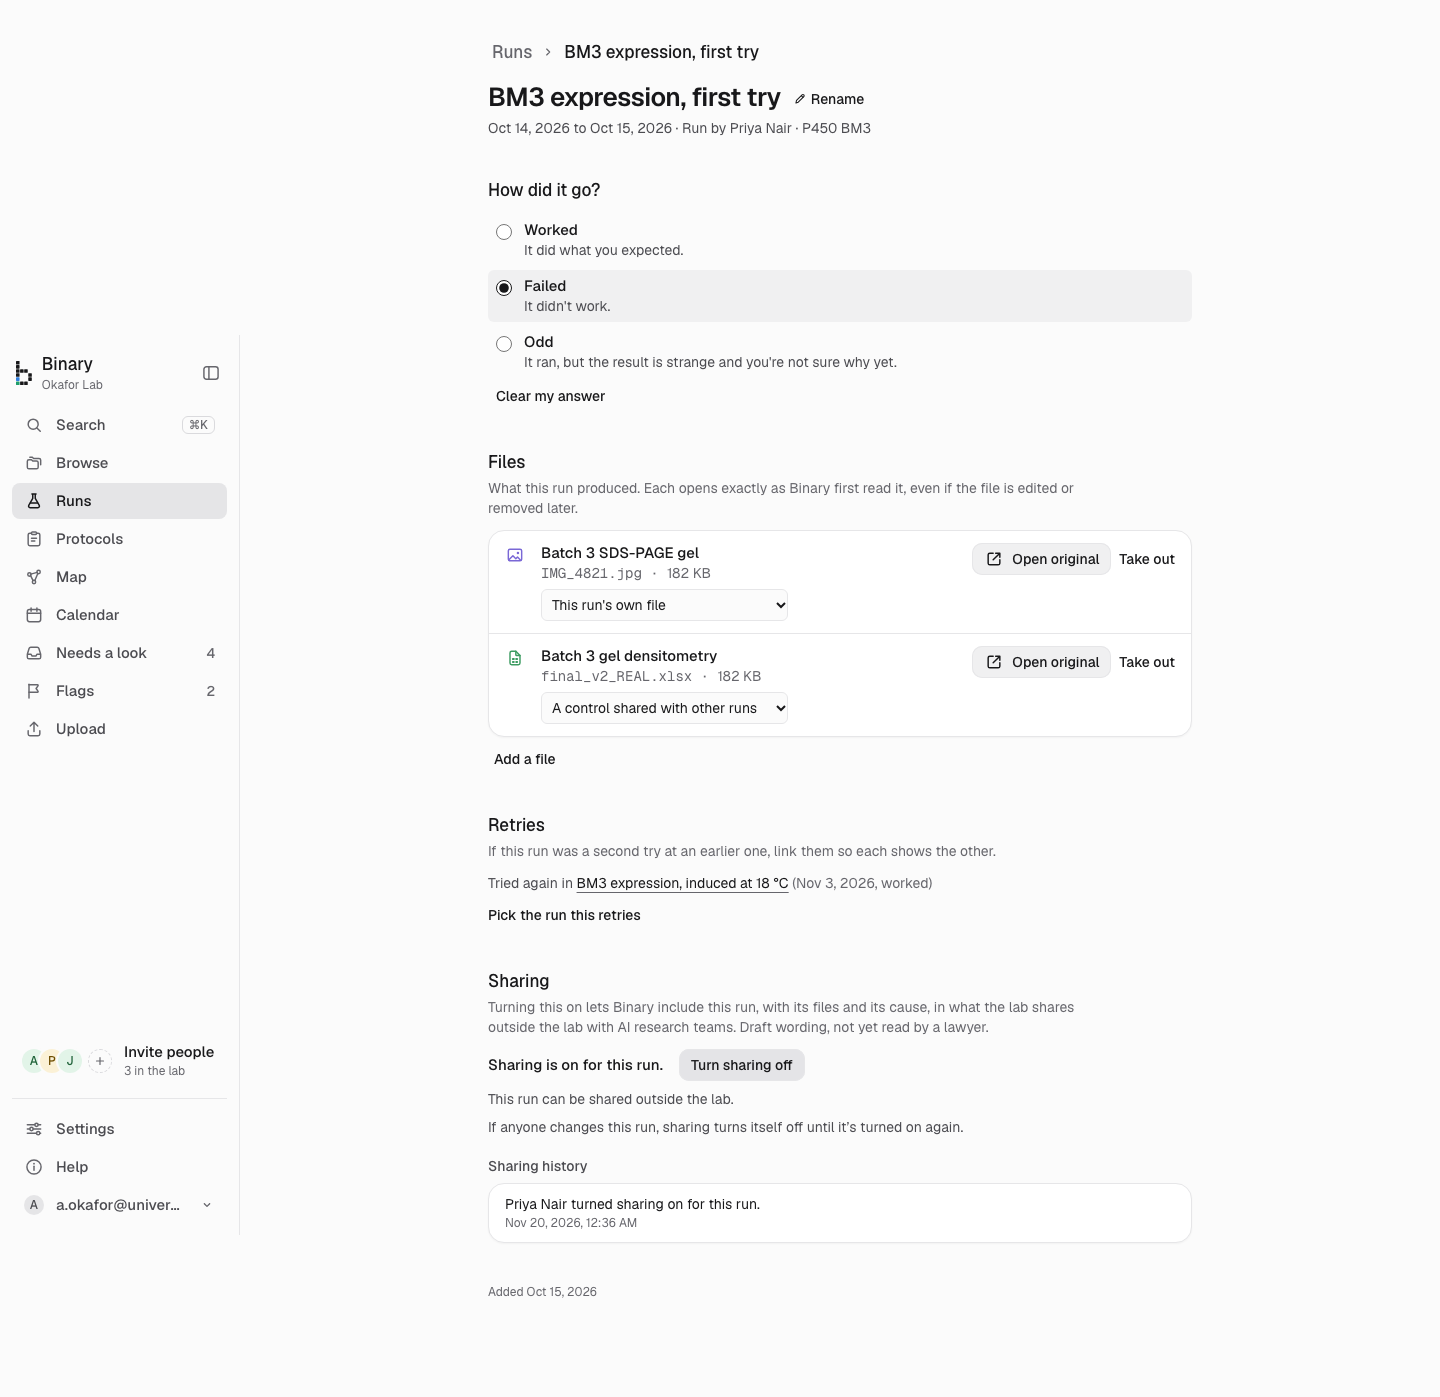 Runs › BM3 expression, first try
BM3 expression, first try
Rename
Oct 14, 2026 to Oct 15, 2026 · Run by Priya Nair · P450 BM3
How did it go?
Worked
It did what you expected.
Failed
It didn't work.
Odd
It ran, but the result is strange and you're not sure why yet.
Clear my answer
Files
What this run produced. Each opens exactly as Binary first read it, even if the file is edited or
removed later.
Batch 3 SDS-PAGE gel
IMG_4821.jpg · 182 KB
This run's own file
Open original
Take out
Batch 3 gel densitometry
final_v2_REAL.xlsx · 182 KB
A control shared with other runs
Open original
Take out
Add a file
Retries
If this run was a second try at an earlier one, link them so each shows the other.
Tried again in BM3 expression, induced at 18 °C (Nov 3, 2026, worked)
Pick the run this retries
Sharing
Turning this on lets Binary include this run, with its files and its cause, in what the lab shares
outside the lab with AI research teams. Draft wording, not yet read by a lawyer.
Sharing is on for this run.
Turn sharing off
This run can be shared outside the lab.
If anyone changes this run, sharing turns itself off until it's turned on again.
Sharing history
Priya Nair turned sharing on for this run.
Nov 20, 2026, 12:36 AM
Added Oct 15, 2026
Binary
Okafor Lab
Search ⌘K
Browse
Runs
Protocols
Map
Calendar
Needs a look 4
Flags 2
Upload
A P J +
Invite people
3 in the lab
Settings
Help
A a.okafor@univer...